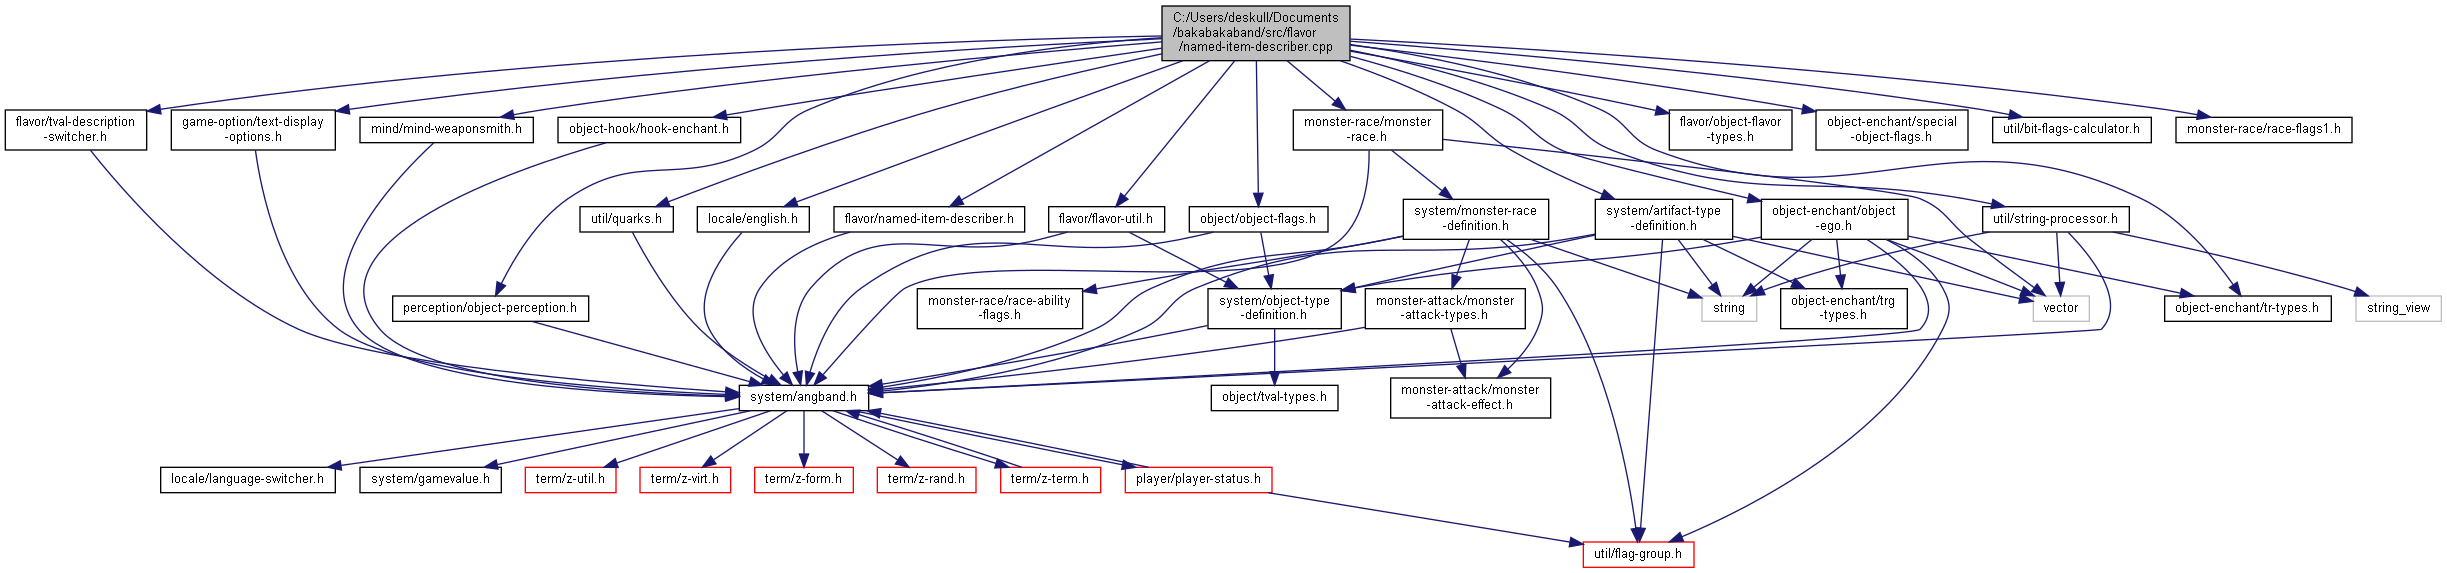 C:/Users/deskull/Documents
/bakabakaband/src/flavor
/named-item-describer.cpp
flavor/tval-description
-switcher.h
game-option/text-display
-options.h
mind/mind-weaponsmith.h
object-hook/hook-enchant.h
monster-race/monster
-race.h
flavor/object-flavor
-types.h
object-enchant/special
-object-flags.h
util/bit-flags-calculator.h
monster-race/race-flags1.h
util/quarks.h
locale/english.h
flavor/named-item-describer.h
flavor/flavor-util.h
object/object-flags.h
system/monster-race
-definition.h
system/artifact-type
-definition.h
object-enchant/object
-ego.h
util/string-processor.h
perception/object-perception.h
monster-race/race-ability
-flags.h
system/object-type
-definition.h
monster-attack/monster
-attack-types.h
string
object-enchant/trg
-types.h
vector
object-enchant/tr-types.h
string_view
system/angband.h
object/tval-types.h
monster-attack/monster
-attack-effect.h
locale/language-switcher.h
system/gamevalue.h
term/z-util.h
term/z-virt.h
term/z-form.h
term/z-rand.h
term/z-term.h
player/player-status.h
util/flag-group.h